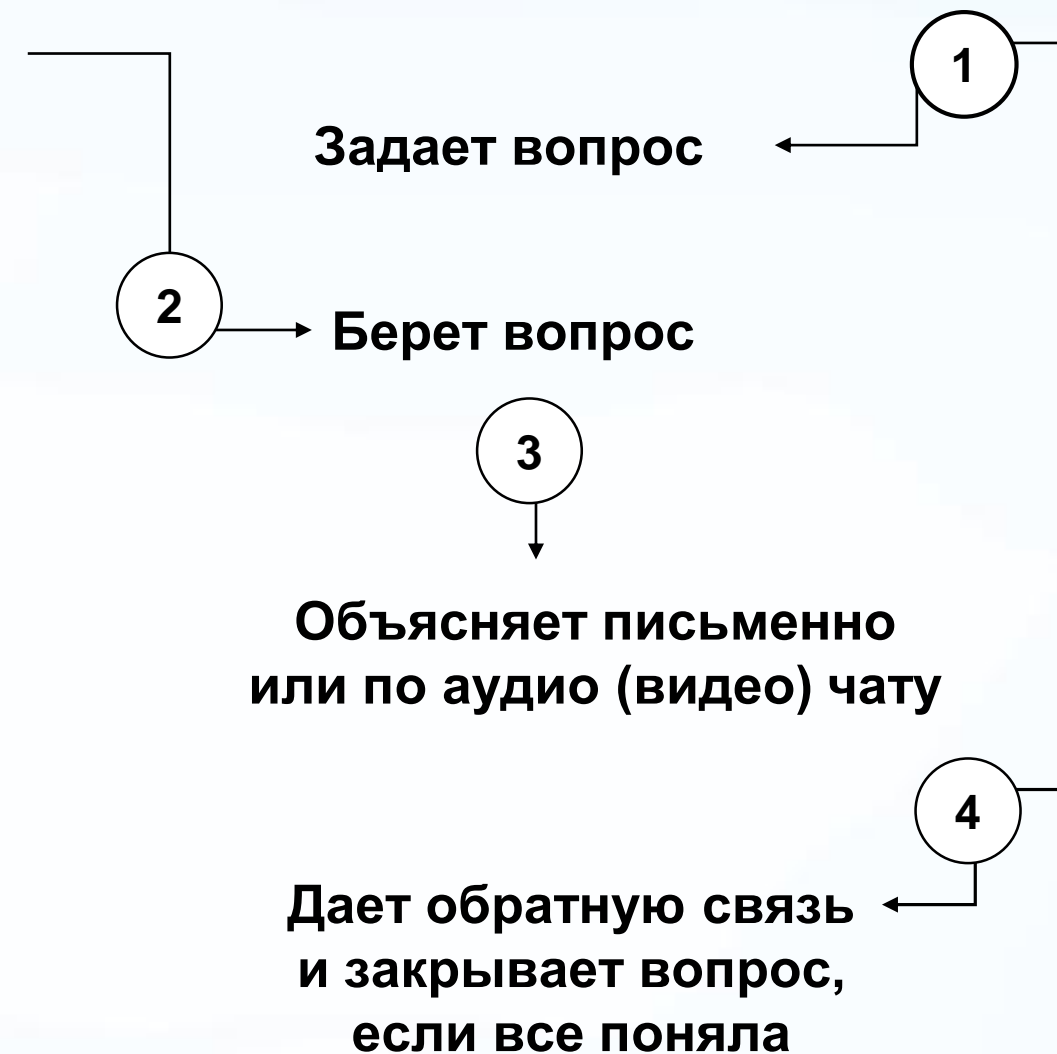 1
Задает вопрос
2
Берет вопрос
3
Объясняет письменно
или по аудио (видео) чату
4
Дает обратную связь
и закрывает вопрос,
если все поняла